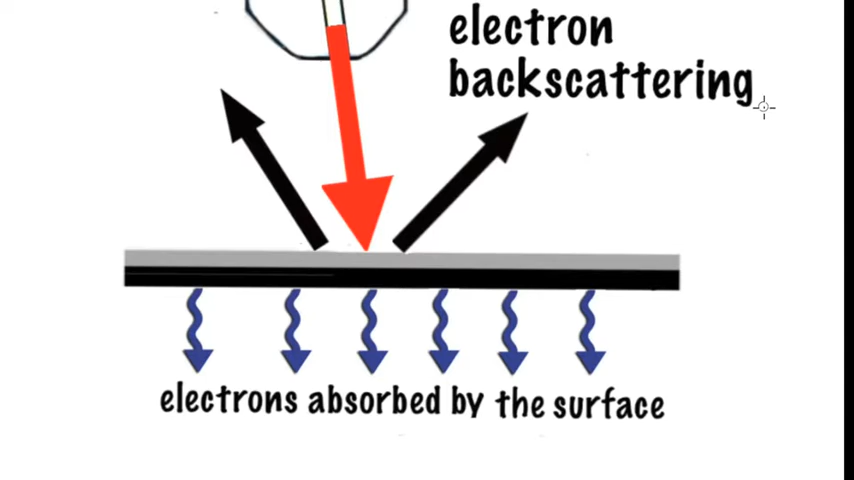 electron
backscattering
electrons absorbed by the surface